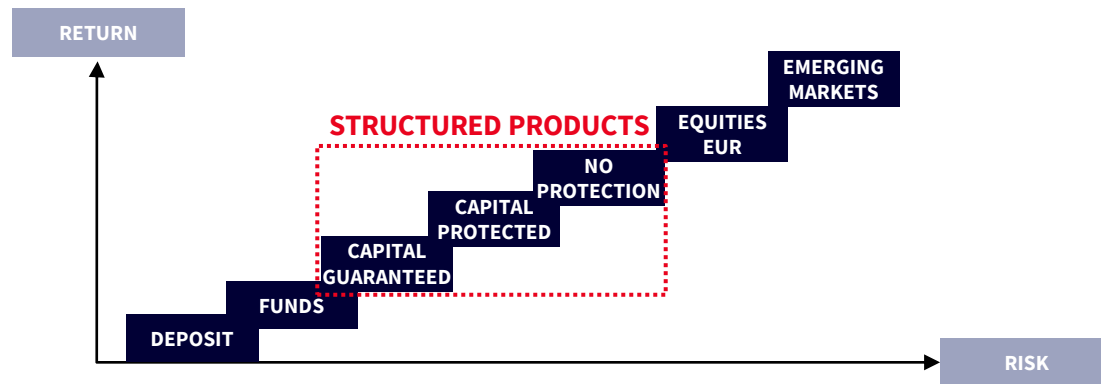 RETURN
EMERGING
MARKETS
STRUCTURED PRODUCTS
EQUITIES
EUR
NO
PROTECTION
CAPITAL
PROTECTED
CAPITAL
GUARANTEED
FUNDS
DEPOSIT
RISK